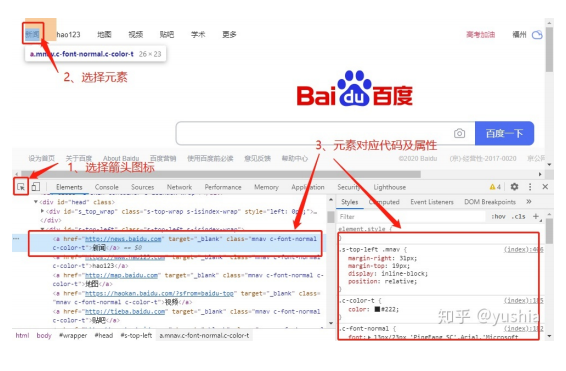 新闻 hao123 地图 视频 贴吧 学术 更多 高考加油 福州
a.mnav.c-font-normal.c-color-t 26×23
2、选择元素
Bai du 百度
3、元素对应代码及属性
百度一下
设为首页 关于百度 About Baidu 百度营销 使用百度前必读 意见反馈 帮助中心 ©2020 Baidu (京)-经营性-2017-0020 京公网
1、选择箭头图标
Elements Console Sources Network Performance Memory Application Security Lighthouse 4
<div id="head" class>
<div id="s_top_wrap" class="s-top-wrap s-isindex-wrap" style="left: 0px;">…
</div>
<div id="s-top-left" class="s-top-left s-isindex-wrap">
<a href="http://news.baidu.com" target="_blank" class="mnav c-font-normal
c-color-t">新闻</a> == $0
<a href="https://www.hao123.com" target="_blank" class="mnav c-font-normal
c-color-t">hao123</a>
<a href="http://map.baidu.com" target="_blank" class="mnav c-font-normal c-
color-t">地图</a>
<a href="https://haokan.baidu.com/?sfrom=baidu-top" target="_blank" class=
"mnav c-font-normal c-color-t">视频</a>
<a href="http://tieba.baidu.com" target="_blank" class="mnav c-font-normal
c-color-t">贴吧</a>
html body #wrapper #head #s-top-left a.mnav.c-font-normal.c-color-t
Styles Computed Event Listeners DOM Breakpoints »
Filter :hov .cls +
element.style {
}
.s-top-left .mnav { (index):406
margin-right: 31px;
margin-top: 19px;
display: inline-block;
position: relative;
}
.c-color-t { (index):185
color: #222;
}
.c-font-normal { (index):182
font: 13px/23px 'PingFang SC',Arial,'Microsoft
知乎 @yushia